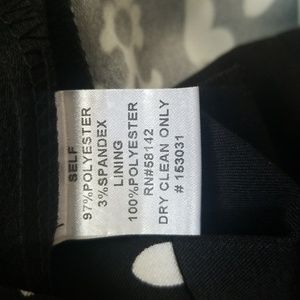 SELF
97%POLYESTER
3%SPANDEX
LINING
100%POLYESTER
RN#58142
DRY CLEAN ONLY
# 153031